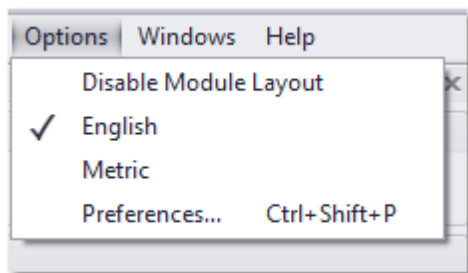 Options Windows Help
Disable Module Layout
English
Metric
Preferences... Ctrl+Shift+P